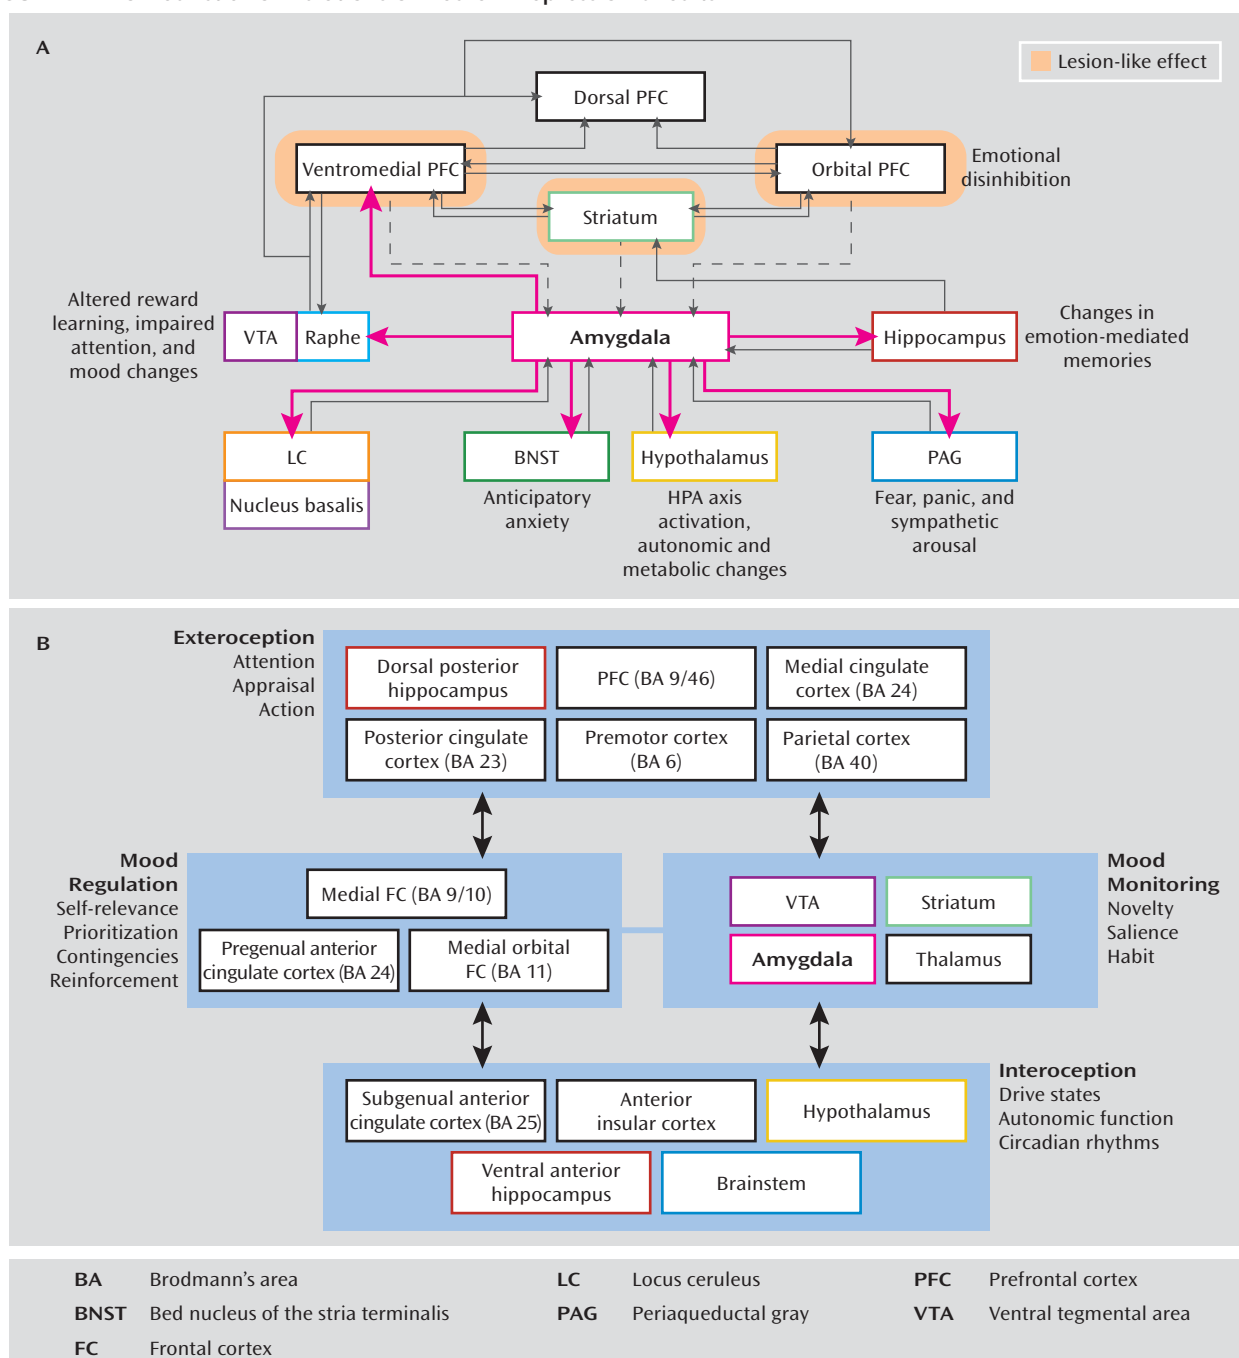 A
Lesion-like effect
Dorsal PFC
Ventromedial PFC
Orbital PFC
Emotional
disinhibition
Striatum
Altered reward
learning, impaired
attention, and
mood changes
VTA
Raphe
Amygdala
Hippocampus
Changes in
emotion-mediated
memories
LC
Nucleus basalis
BNST
Anticipatory
anxiety
Hypothalamus
HPA axis
activation,
autonomic and
metabolic changes
PAG
Fear, panic, and
sympathetic
arousal
B
Exteroception
Attention
Appraisal
Action
Dorsal posterior
hippocampus
PFC (BA 9/46)
Medial cingulate
cortex (BA 24)
Posterior cingulate
cortex (BA 23)
Premotor cortex
(BA 6)
Parietal cortex
(BA 40)
Mood
Regulation
Self-relevance
Prioritization
Contingencies
Reinforcement
Medial FC (BA 9/10)
Pregenual anterior
cingulate cortex (BA 24)
Medial orbital
FC (BA 11)
VTA
Striatum
Amygdala
Thalamus
Mood
Monitoring
Novelty
Salience
Habit
Subgenual anterior
cingulate cortex (BA 25)
Anterior
insular cortex
Hypothalamus
Ventral anterior
hippocampus
Brainstem
Interoception
Drive states
Autonomic function
Circadian rhythms
BA Brodmann's area
LC Locus ceruleus
PFC Prefrontal cortex
BNST Bed nucleus of the stria terminalis
PAG Periaqueductal gray
VTA Ventral tegmental area
FC Frontal cortex